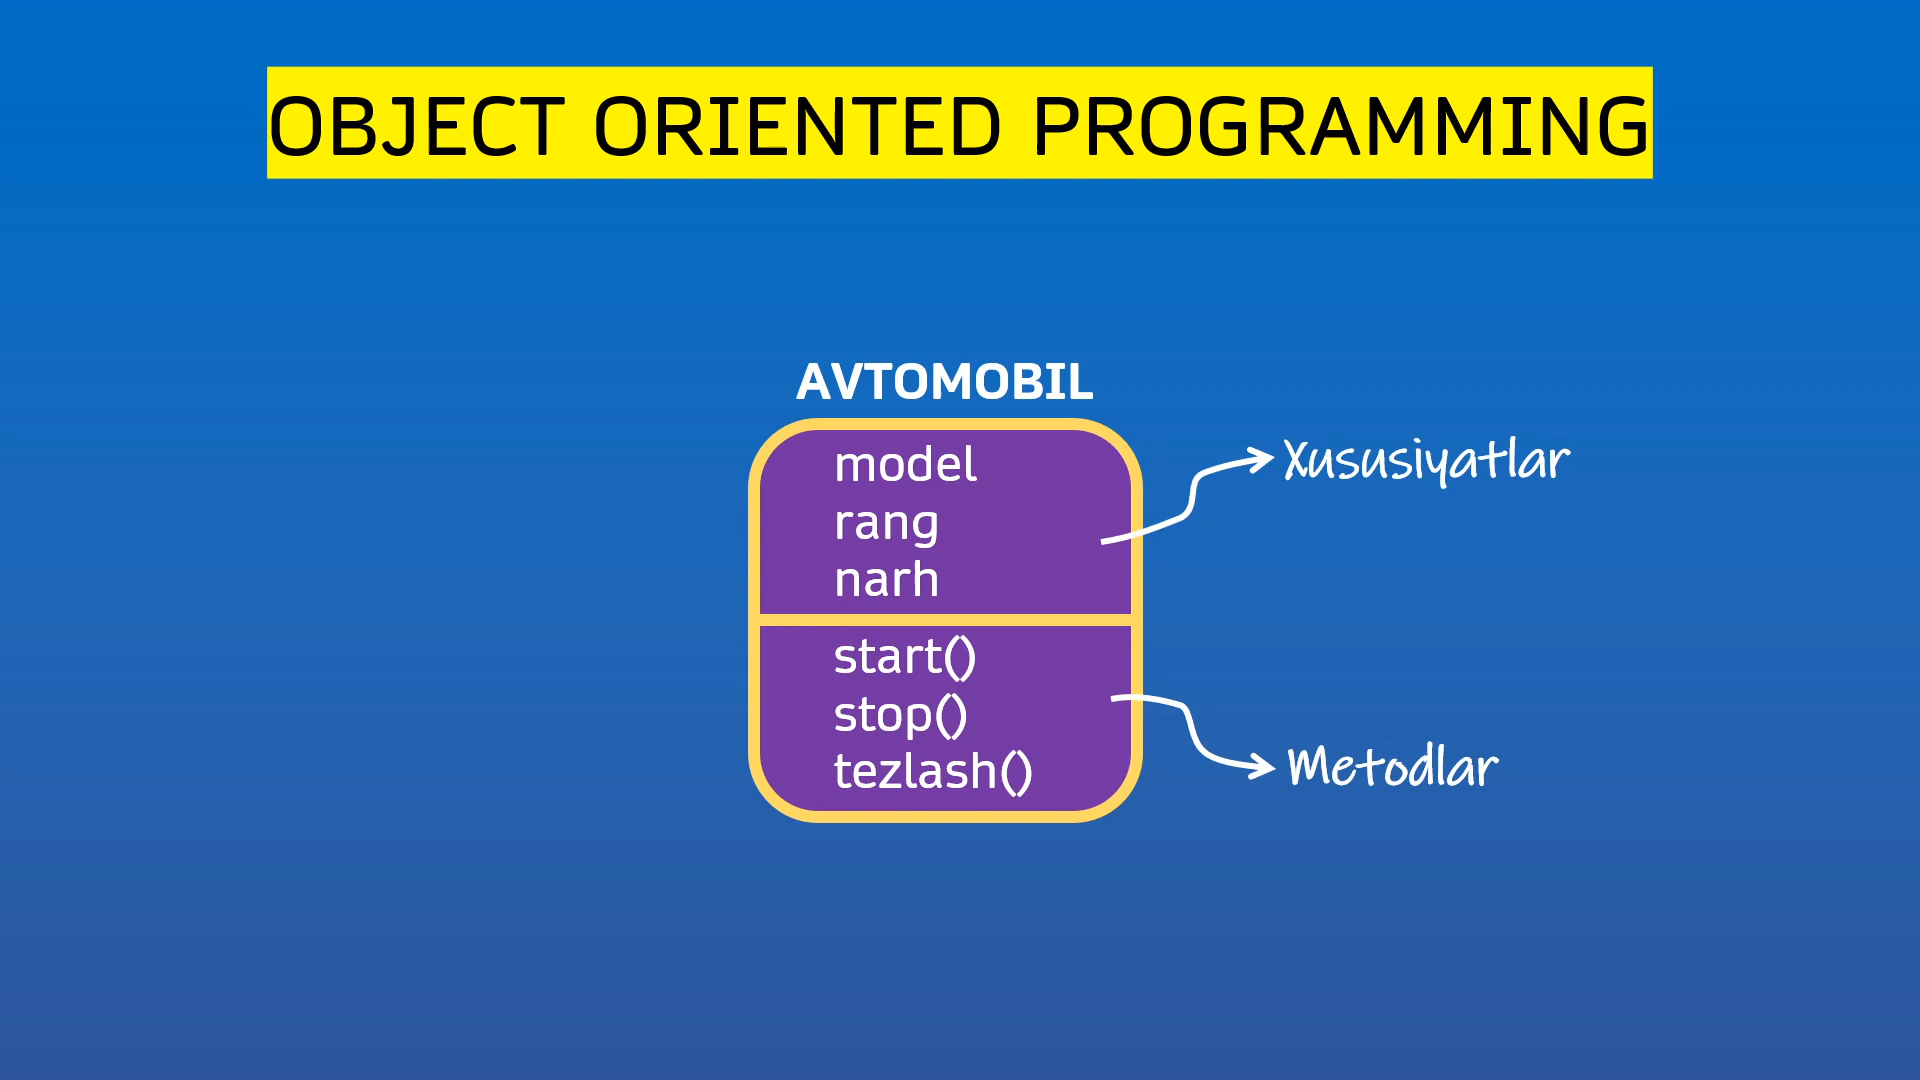 OBJECT ORIENTED PROGRAMMING
AVTOMOBIL
model
rang
narh
Xususiyatlar
start()
stop()
tezlash()
Metodlar